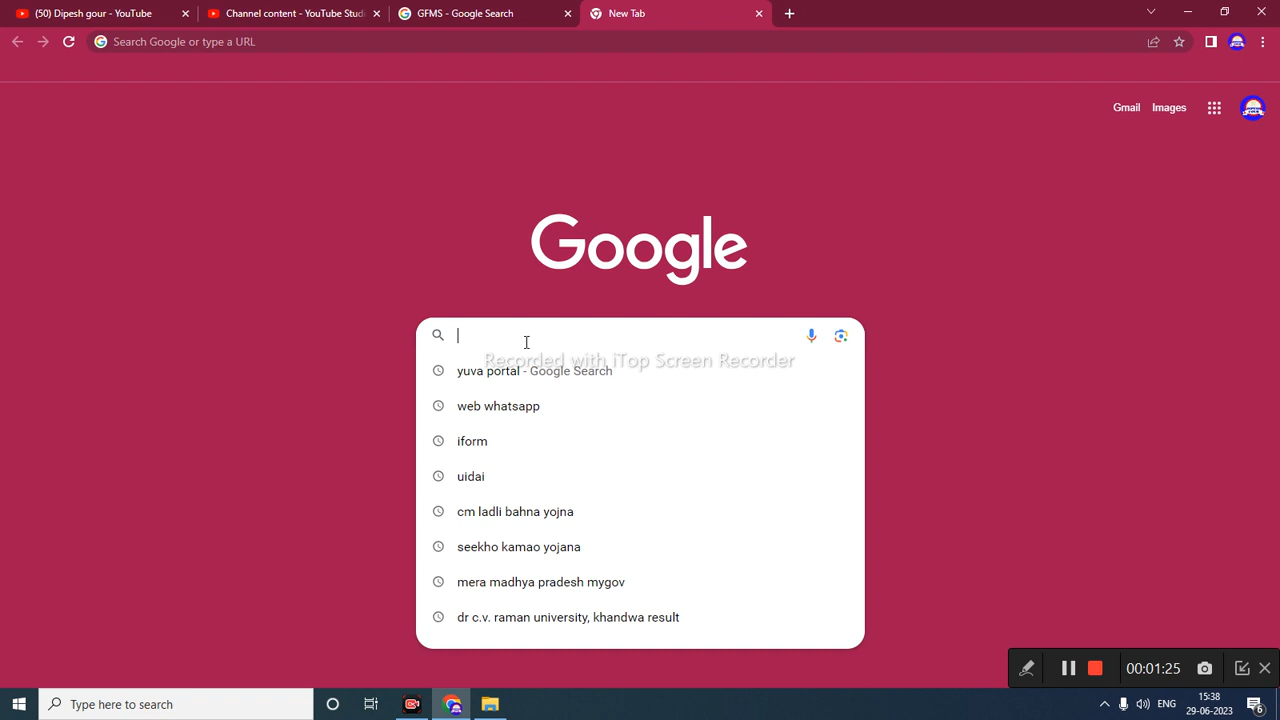 (50) Dipesh gour - YouTube
Channel content - YouTube Studi
GFMS - Google Search
New Tab
Search Google or type a URL
Gmail Images
Google
Recorded with iTop Screen Recorder
yuva portal - Google Search
web whatsapp
iform
uidai
cm ladli bahna yojna
seekho kamao yojana
mera madhya pradesh mygov
dr c.v. raman university, khandwa result
00:01:25
Type here to search
ENG
15:38
29-06-2023
6